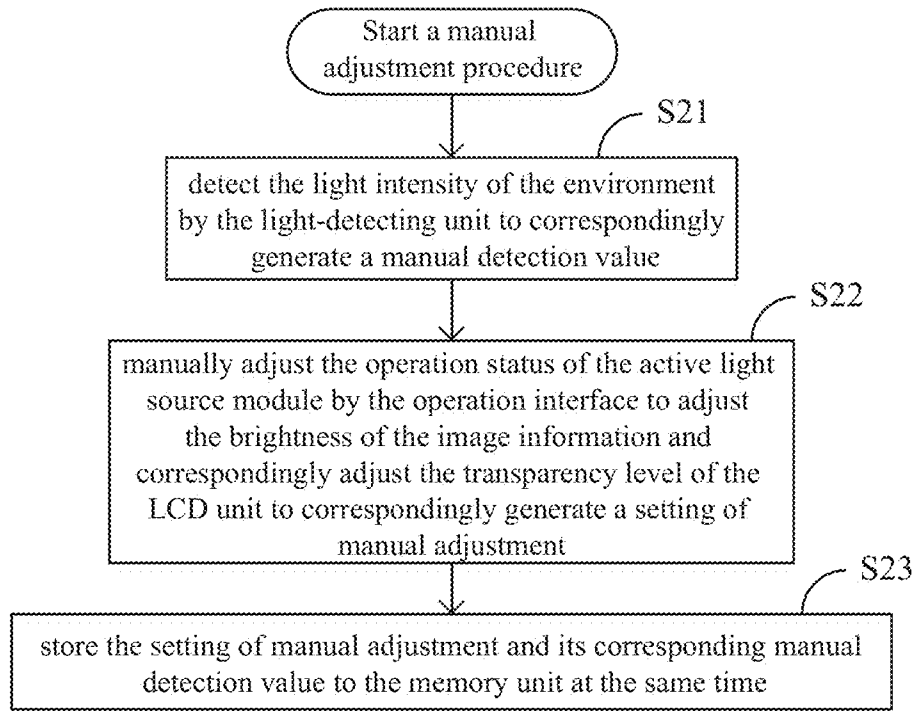 Start a manual
adjustment procedure
S21
detect the light intensity of the environment
by the light-detecting unit to correspondingly
generate a manual detection value
S22
manually adjust the operation status of the active light
source module by the operation interface to adjust
the brightness of the image information and
correspondingly adjust the transparency level of the
LCD unit to correspondingly generate a setting of
manual adjustment
S23
store the setting of manual adjustment and its corresponding manual
detection value to the memory unit at the same time